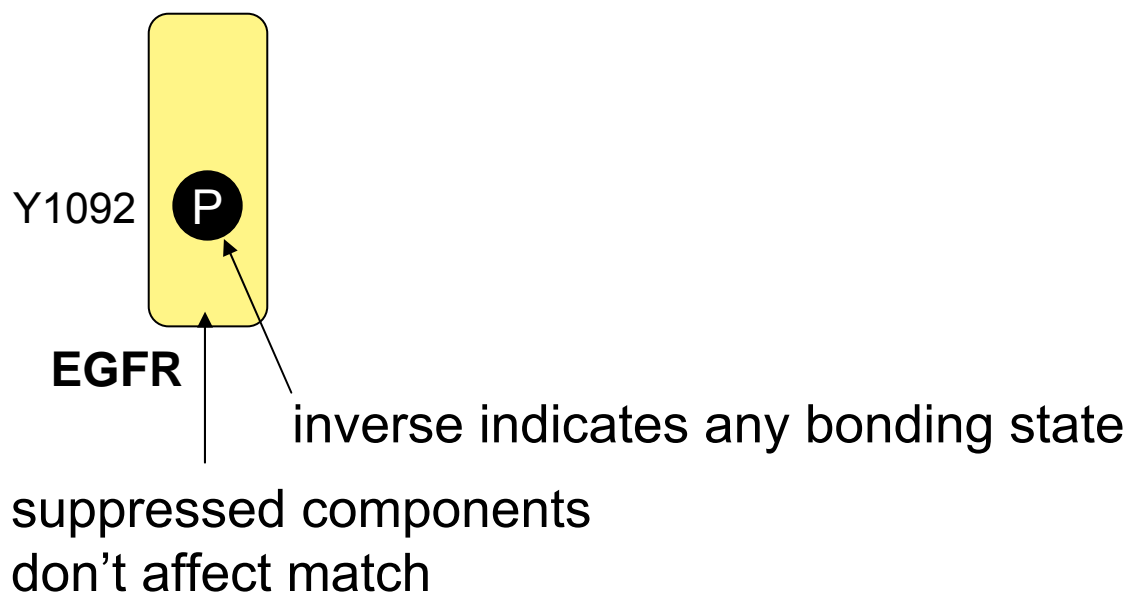 Y1092
P
EGFR
inverse indicates any bonding state
suppressed components
don’t affect match